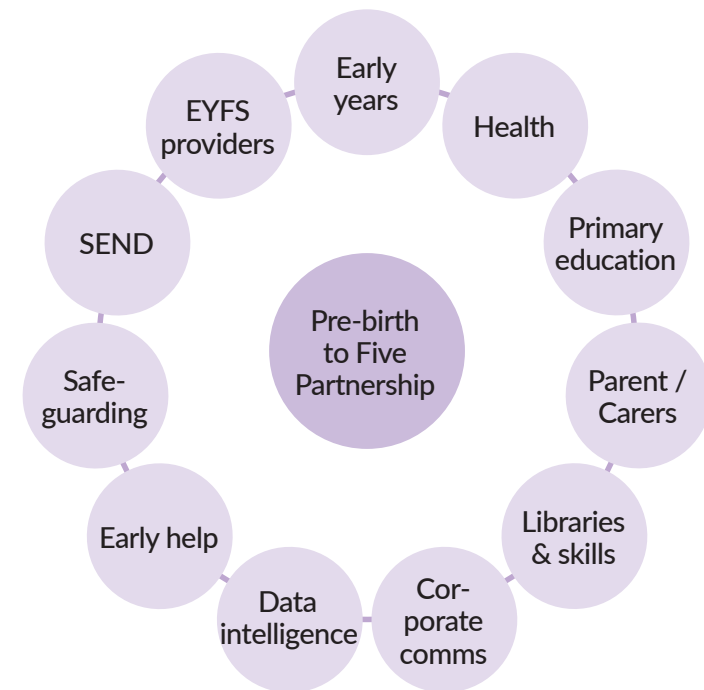 Early
years
Health
Primary
education
Parent /
Carers
Libraries
& skills
Cor-
porate
comms
Data
intelligence
Early help
Safe-
guarding
SEND
EYFS
providers
Pre-birth
to Five
Partnership